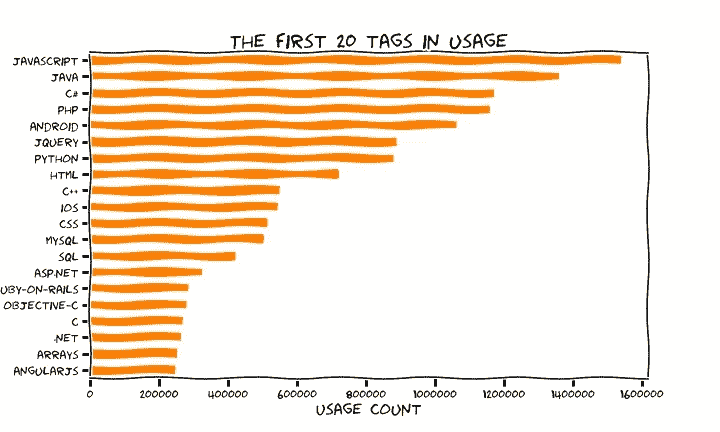 THE FIRST 20 TAGS IN USAGE
JAVASCRIPT
JAVA
C#
PHP
ANDROID
JQUERY
PYTHON
HTML
C++
IOS
CSS
MYSQL
SQL
ASP.NET
UBY-ON-RAILS
OBJECTIVE-C
C
.NET
ARRAYS
ANGULARJS
0 200000 400000 600000 800000 1000000 1200000 1400000 1600000
USAGE COUNT